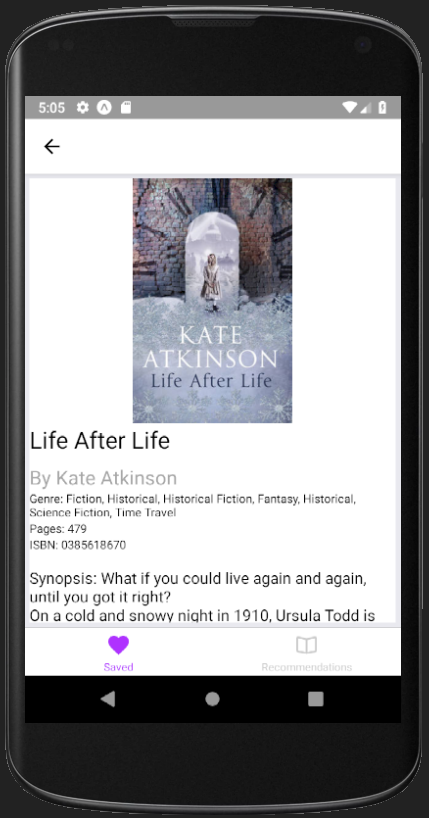 5:05
KATE
ATKINSON
Life After Life
Life After Life
By Kate Atkinson
Genre: Fiction, Historical, Historical Fiction, Fantasy, Historical,
Science Fiction, Time Travel
Pages: 479
ISBN: 0385618670
Synopsis: What if you could live again and again,
until you got it right?
On a cold and snowy night in 1910, Ursula Todd is
Saved
Recommendations